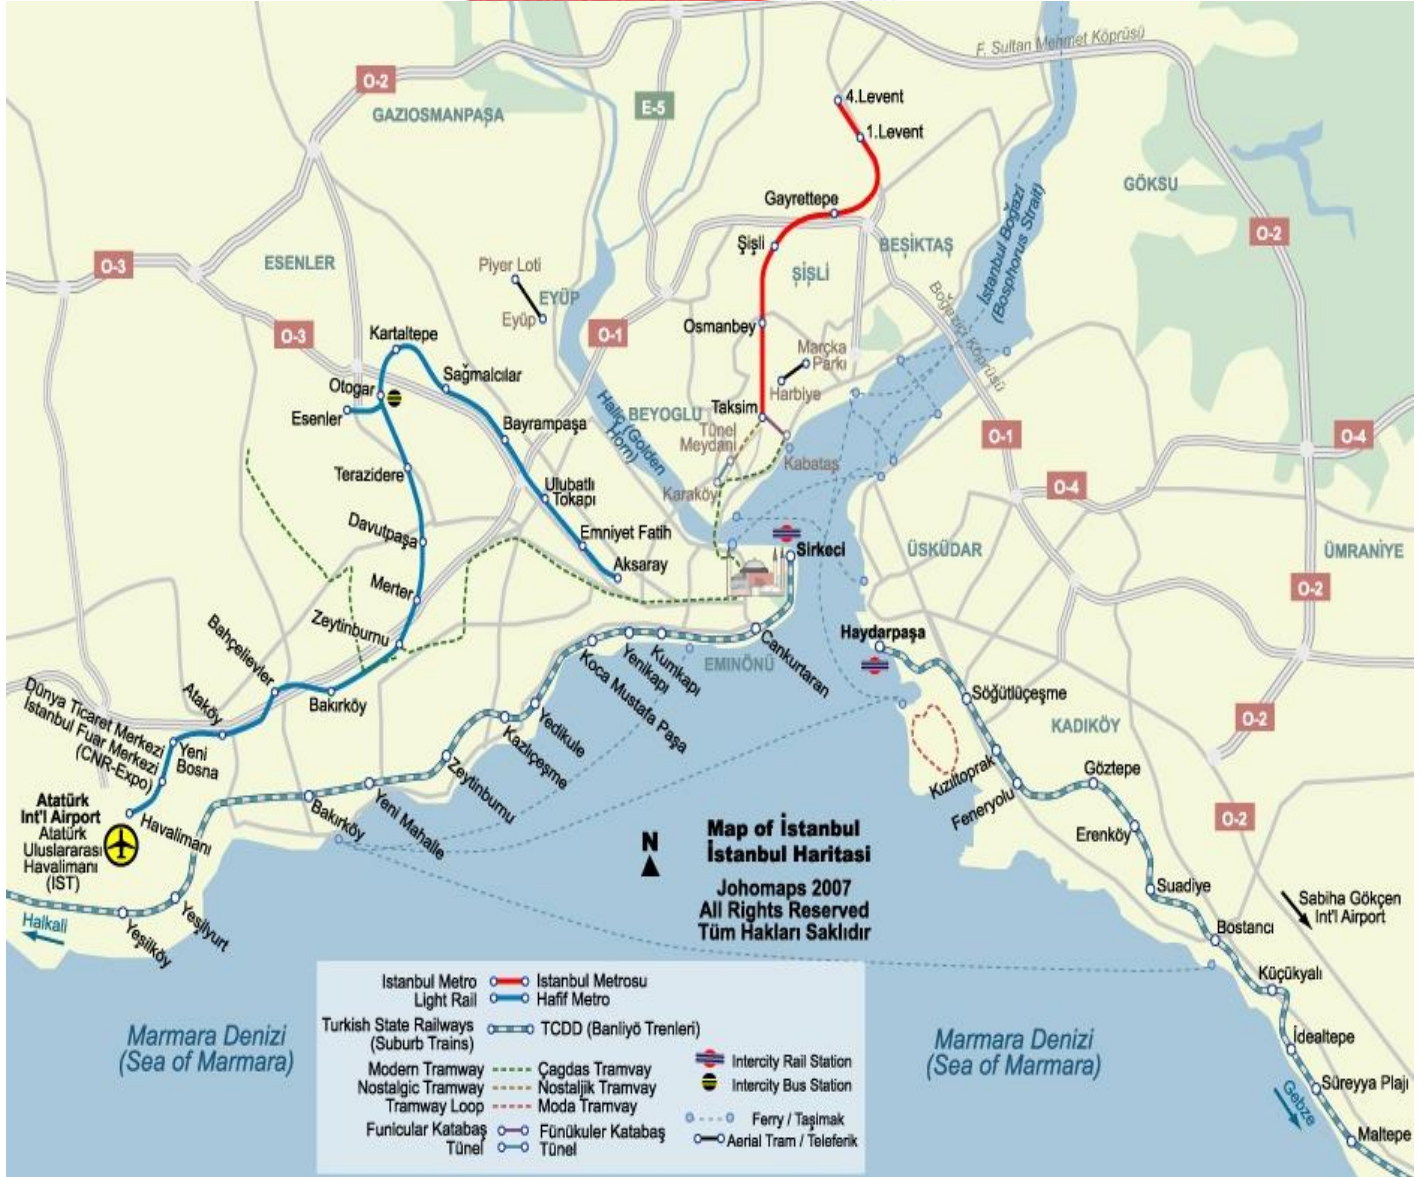 F. Sultan Mehmet Köprüsü
O-2
GAZIOSMANPAŞA
E-5
4.Levent
1.Levent
GÖKSU
Gayrettepe
O-2
Şişli
BEŞİKTAŞ
İstanbul Boğazi
(Bosphorus Strait)
O-3
ESENLER
Piyer Loti
EYÜP
Eyüp
ŞİŞLİ
Boğaziçi Köprüsü
O-3
Kartaltepe
O-1
Osmanbey
Marçka
Parkı
Harbiye
Sağmalcılar
Otogar
Esenler
Haliç (Golden
Horn)
BEYOGLU
Taksim
Tünel
Meydanı
Kabataş
Bayrampaşa
O-1
O-4
Terazidere
Ulubatlı
Tokapı
Karaköy
O-4
Davutpaşa
Emniyet Fatih
Sirkeci
ÜSKÜDAR
ÜMRANİYE
Aksaray
Merter
O-2
Zeytinburnu
Bahçelievler
Haydarpaşa
EMINÖNÜ
Cankurtaran
Kumkapı
Yenikapı
Koca Mustafa Paşa
Söğütlüçeşme
Ataköy
Bakırköy
Dünya Ticaret Merkezi
İstanbul Fuar Merkezi
(CNR-Expo)
Yeni
Bosna
Yedikule
Kazlıçeşme
Zeytinburnu
KADIKÖY
O-2
Kızıltoprak
Feneryolu
Göztepe
Atatürk
Int'l Airport
Atatürk
Uluslararası
Havalimanı
(IST)
Havalimanı
Bakırköy
Yeni Mahalle
Erenköy
O-2
N
Map of İstanbul
İstanbul Haritasi
Johomaps 2007
All Rights Reserved
Tüm Hakları Saklıdır
Suadiye
Sabiha Gökçen
Int'l Airport
Halkali
Yeşilköy
Yeşilyurt
Bostancı
Küçükyalı
İdealtepe
Süreyya Plajı
Gebze
Maltepe
Marmara Denizi
(Sea of Marmara)
Marmara Denizi
(Sea of Marmara)
Istanbul Metro Istanbul Metrosu
Light Rail Hafif Metro
Turkish State Railways TCDD (Banliyö Trenleri)
(Suburb Trains)
Modern Tramway Çagdas Tramvay
Nostalgic Tramway Nostaljik Tramvay
Tramway Loop Moda Tramvay
Funicular Katabaş Fünüküler Katabaş
Tünel Tünel
Intercity Rail Station
Intercity Bus Station
Ferry / Taşimak
Aerial Tram / Teleferik